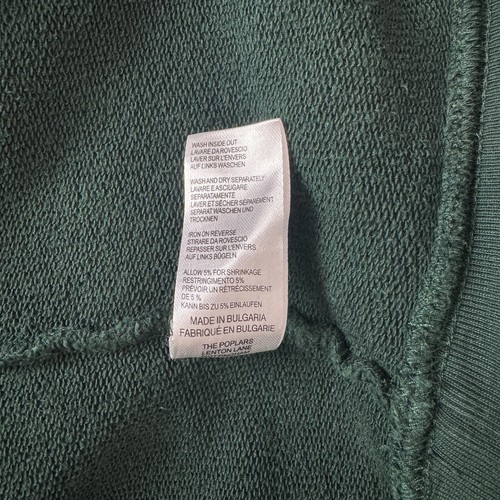 WASH INSIDE OUT
LAVARE DA ROVESCIO
LAVER SUR L'ENVERS
AUF LINKS WASCHEN
WASH AND DRY SEPARATELY
LAVARE E ASCIUGARE
SEPARATAMENTE
LAVER ET SÉCHER SÉPARÉMENT
SEPARAT WASCHEN UND
TROCKNEN
IRON ON REVERSE
STIRARE DA ROVESCIO
REPASSER SUR L'ENVERS
AUF LINKS BÜGELN
ALLOW 5% FOR SHRINKAGE
RESTRINGIMENTO 5%
PRÉVOIR UN RÉTRÉCISSEMENT
DE 5 %
KANN BIS ZU 5% EINLAUFEN
MADE IN BULGARIA
FABRIQUÉ EN BULGARIE
THE POPLARS
LENTON LANE